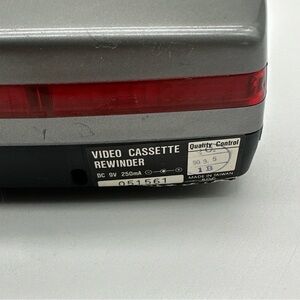 VIDEO CASSETTE
REWINDER
DC 9V 250mA
051561
Quality Control
MADE IN TAIWAN